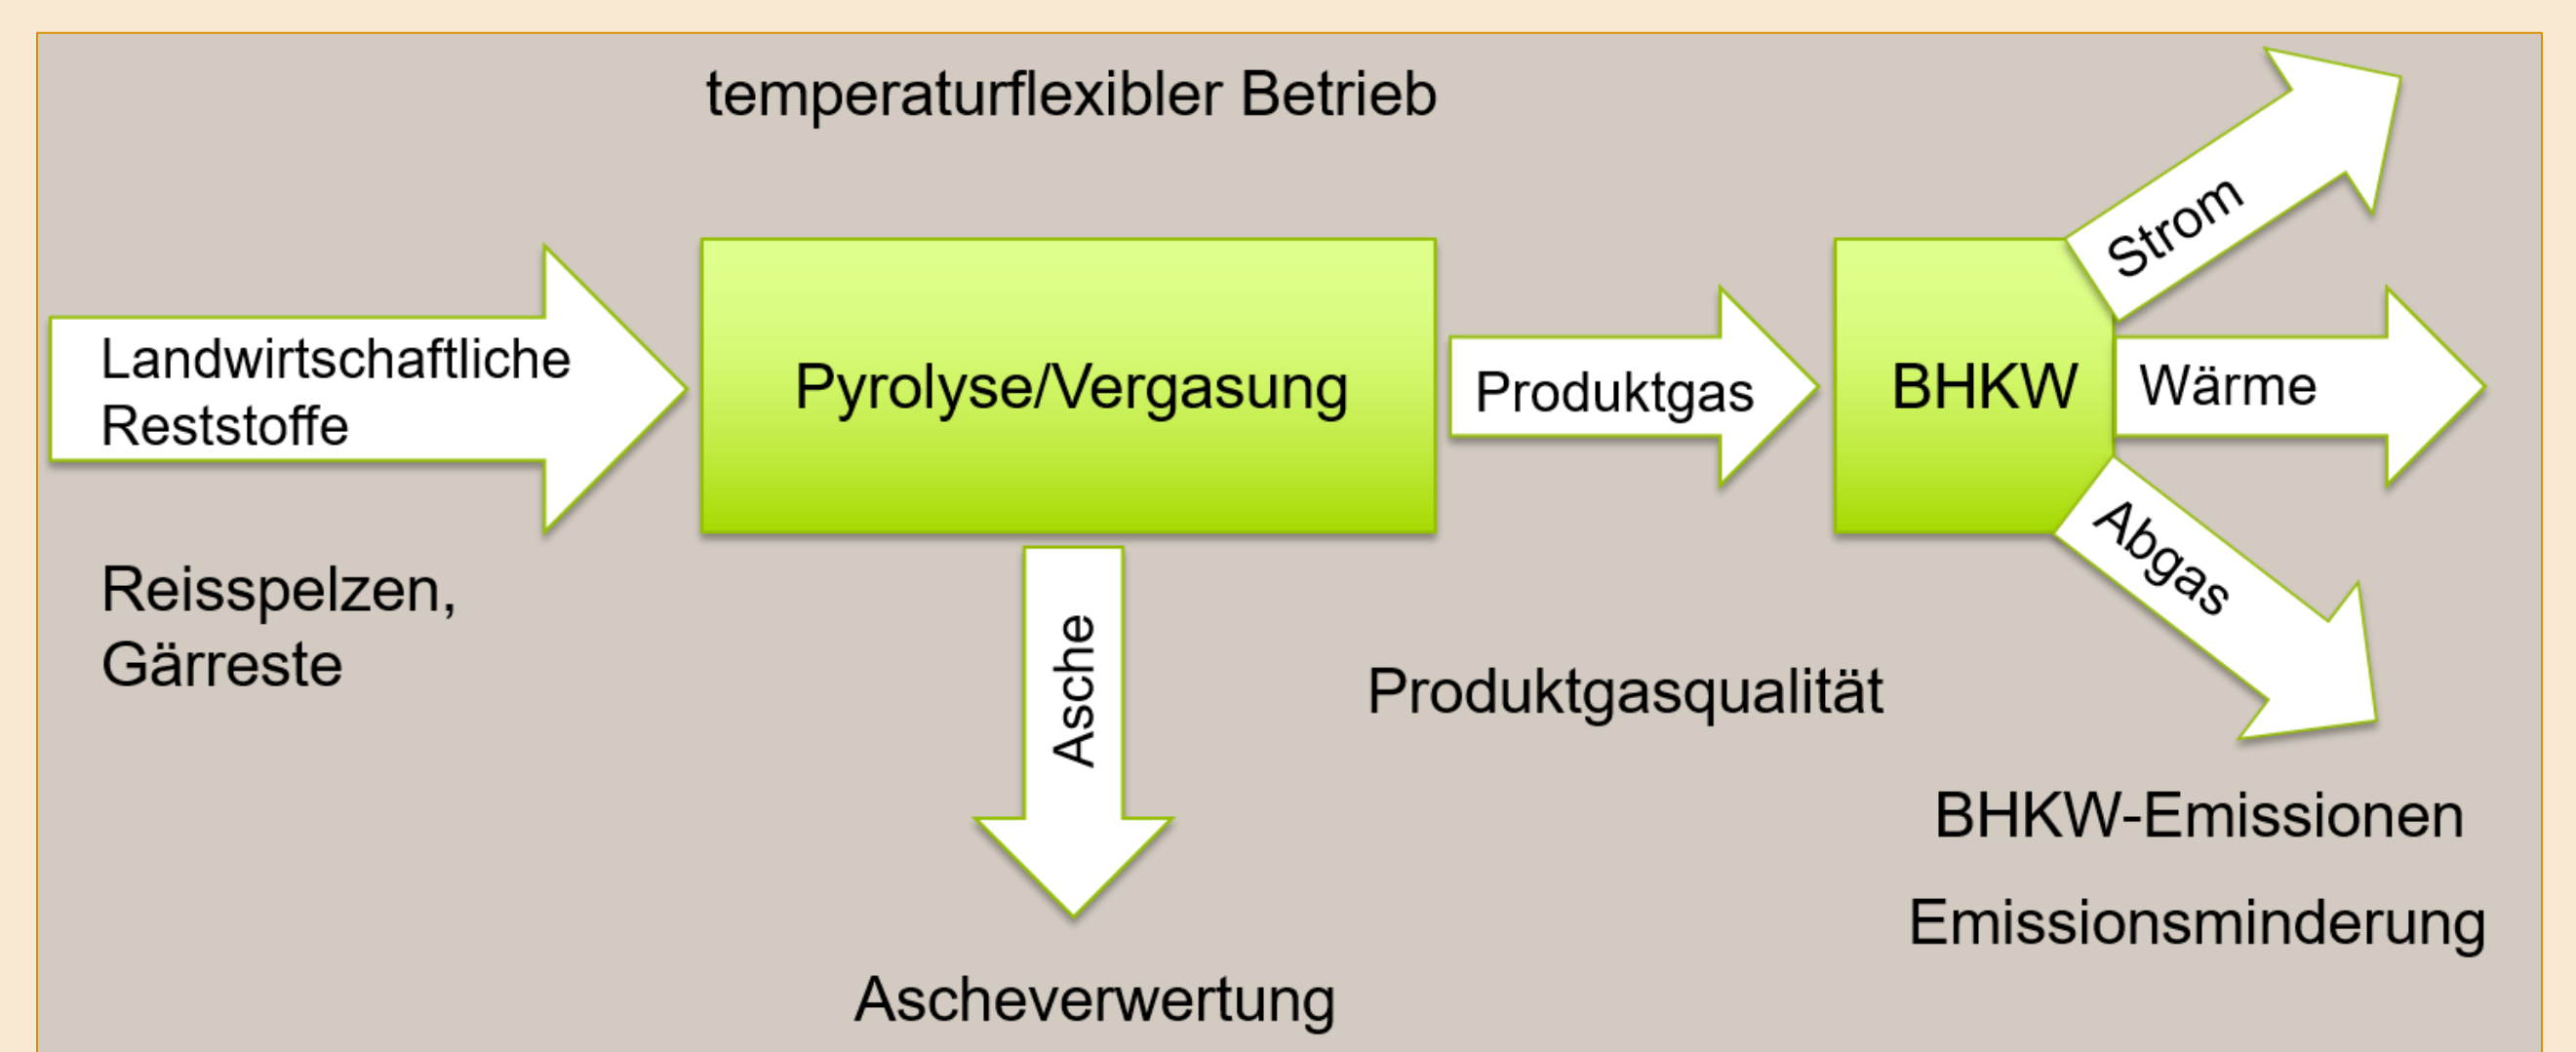 temperaturflexibler Betrieb
Landwirtschaftliche
Reststoffe
Reisspelzen,
Gärreste
Pyrolyse/Vergasung
Asche
Ascheverwertung
Produktgas
Produktgasqualität
BHKW
Strom
Wärme
Abgas
BHKW-Emissionen
Emissionsminderung